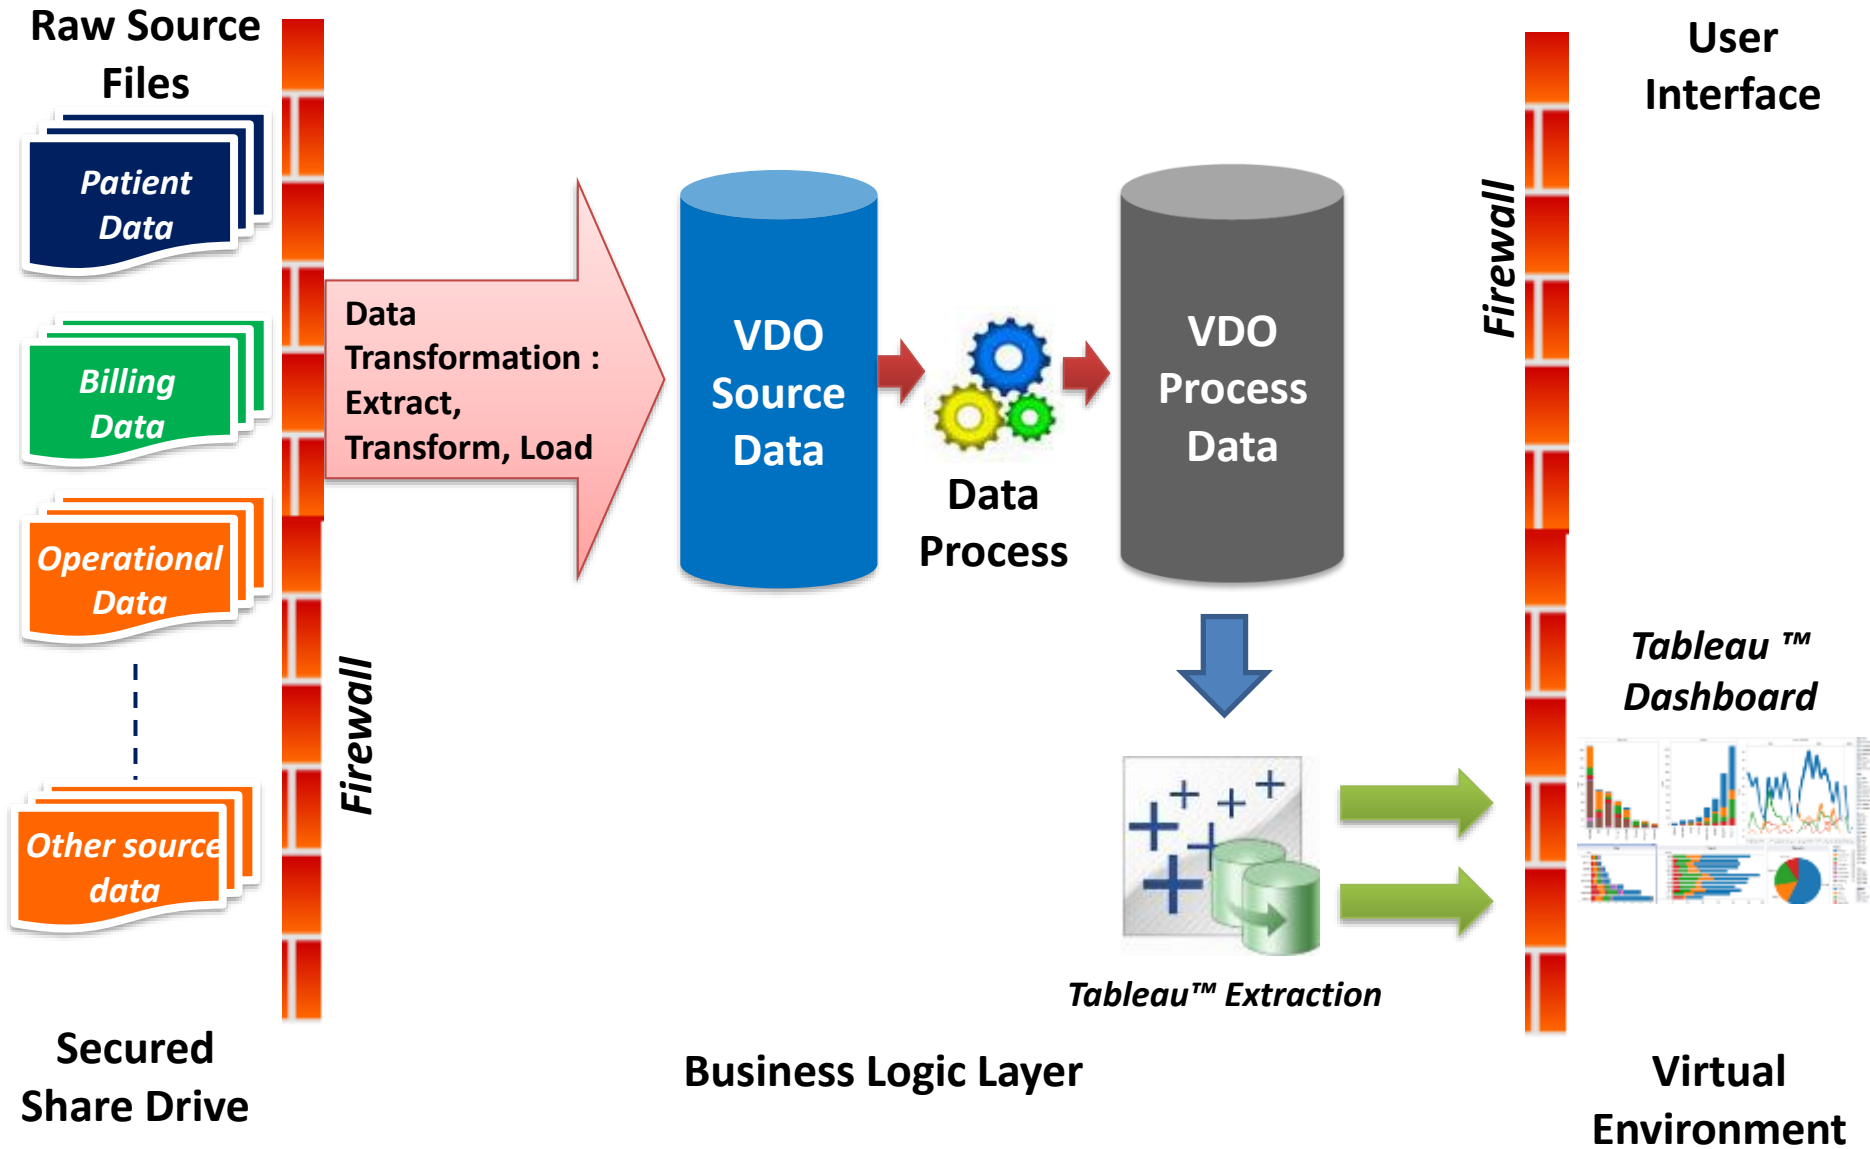 Raw Source
Files
Patient
Data
Billing
Data
Operational
Data
Other source
data
Secured
Share Drive
Firewall
Data
Transformation :
Extract,
Transform, Load
VDO
Source
Data
Data
Process
VDO
Process
Data
Tableau™ Extraction
Business Logic Layer
Firewall
User
Interface
Tableau ™
Dashboard
Virtual
Environment